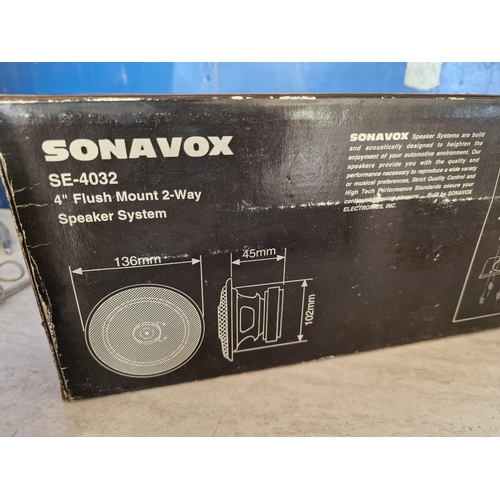 SONAVOX
SE-4032
4" Flush Mount 2-Way
Speaker System
136mm
45mm
102mm
SONAVOX Speaker Systems are build
and acoustically designed to heighten the
enjoyment of your automotive environment. Our
speakers provide you with the quality and
performance necessary to reproduce a wide variety
or musical preferences, Strict Quality Control and
High Tech Performance Standards assure your
continued pleasure. Built by SONAVOX
ELECTRONICS, INC.